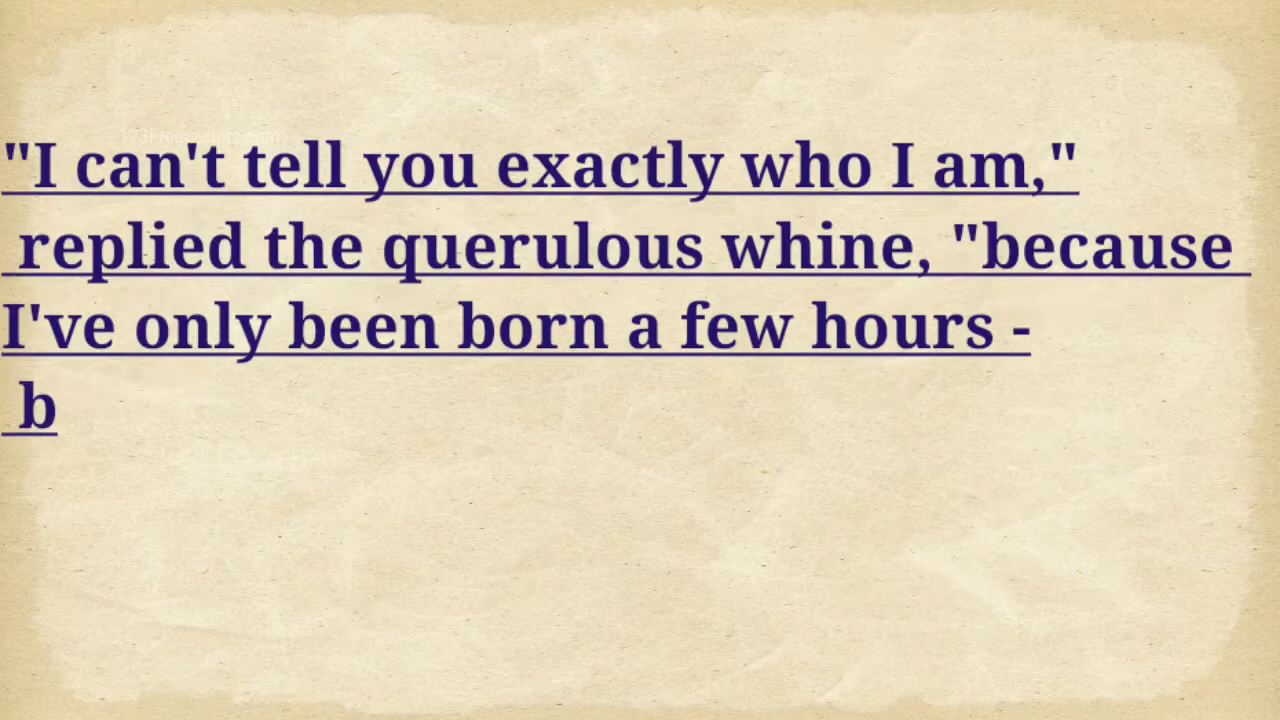 "I can't tell you exactly who I am,"
replied the querulous whine, "because
I've only been born a few hours -
b